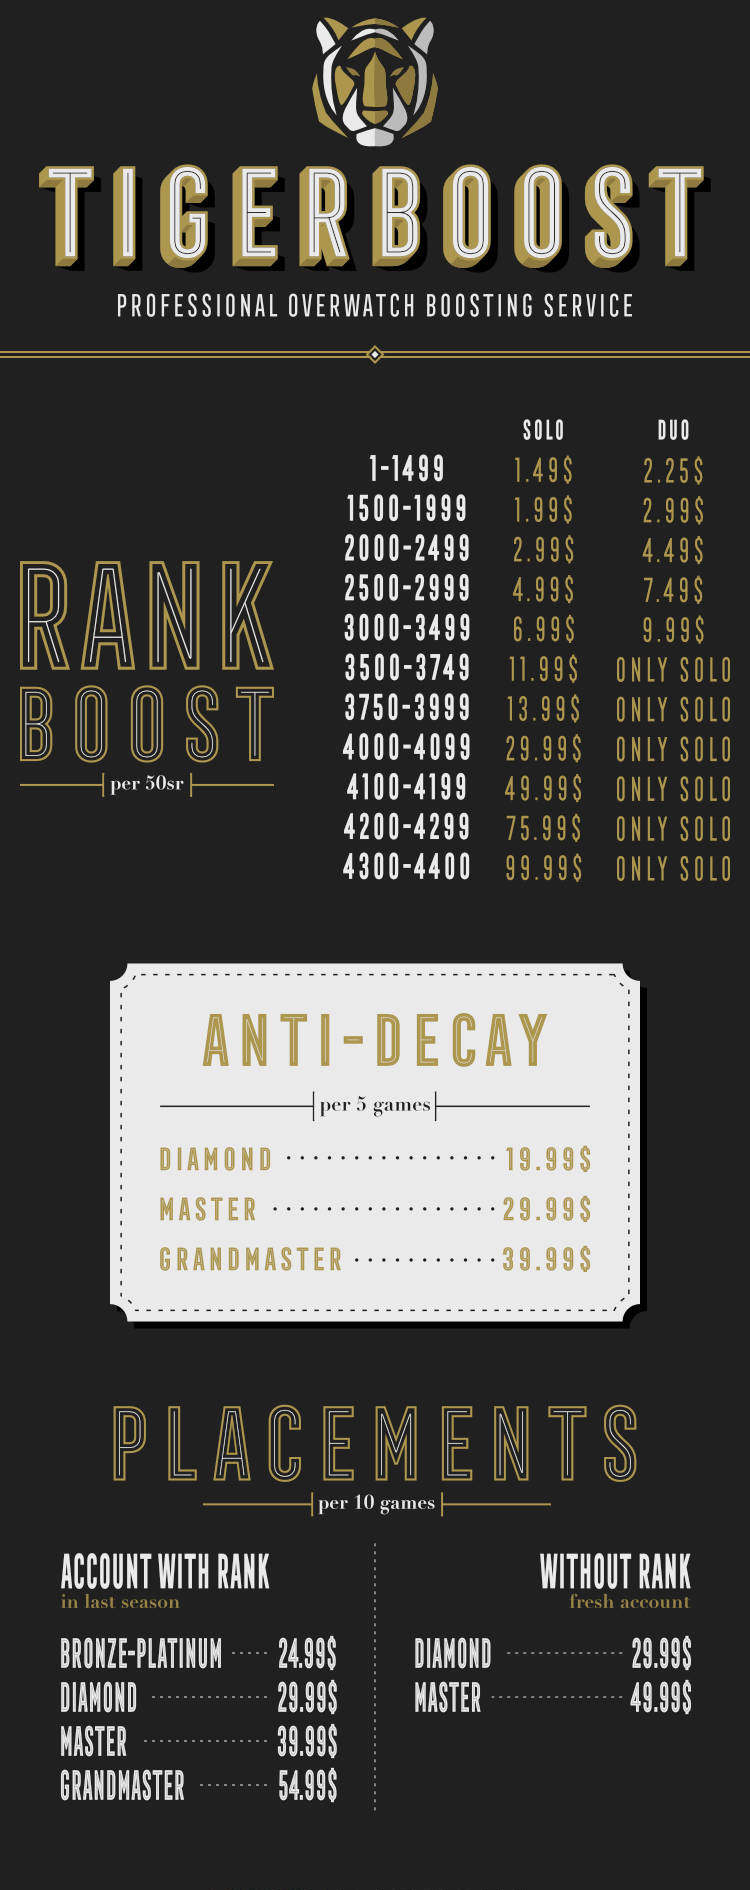 TIGERBOOST
PROFESSIONAL OVERWATCH BOOSTING SERVICE
SOLO DUO
1-1499 1.49$ 2.25$
1500-1999 1.99$ 2.99$
2000-2499 2.99$ 4.49$
2500-2999 4.99$ 7.49$
3000-3499 6.99$ 9.99$
3500-3749 11.99$ ONLY SOLO
3750-3999 13.99$ ONLY SOLO
4000-4099 29.99$ ONLY SOLO
4100-4199 49.99$ ONLY SOLO
4200-4299 75.99$ ONLY SOLO
4300-4400 99.99$ ONLY SOLO
RANK
BOOST
per 50sr
ANTI-DECAY
per 5 games
DIAMOND 19.99$
MASTER 29.99$
GRANDMASTER 39.99$
PLACEMENTS
per 10 games
ACCOUNT WITH RANK
in last season
BRONZE-PLATINUM 24.99$
DIAMOND 29.99$
MASTER 39.99$
GRANDMASTER 54.99$
WITHOUT RANK
fresh account
DIAMOND 29.99$
MASTER 49.99$